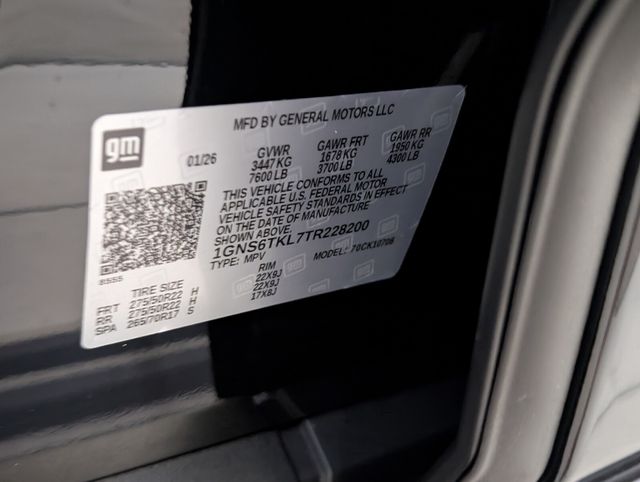 MFD BY GENERAL MOTORS LLC
gm
01/26
GVWR GAWR FRT GAWR RR
3447 KG 1678 KG 1950 KG
7600 LB 3700 LB 4300 LB
THIS VEHICLE CONFORMS TO ALL
APPLICABLE U.S. FEDERAL MOTOR
VEHICLE SAFETY STANDARDS IN EFFECT
ON THE DATE OF MANUFACTURE
SHOWN ABOVE.
1GNS6TKL7TR228200
TYPE: MPV MODEL: 70CK10706
8555
TIRE SIZE RIM
FRT 275/50R22 H 22X9J
RR 275/50R22 H 22X9J
SPA 265/70R17 S 17X8J